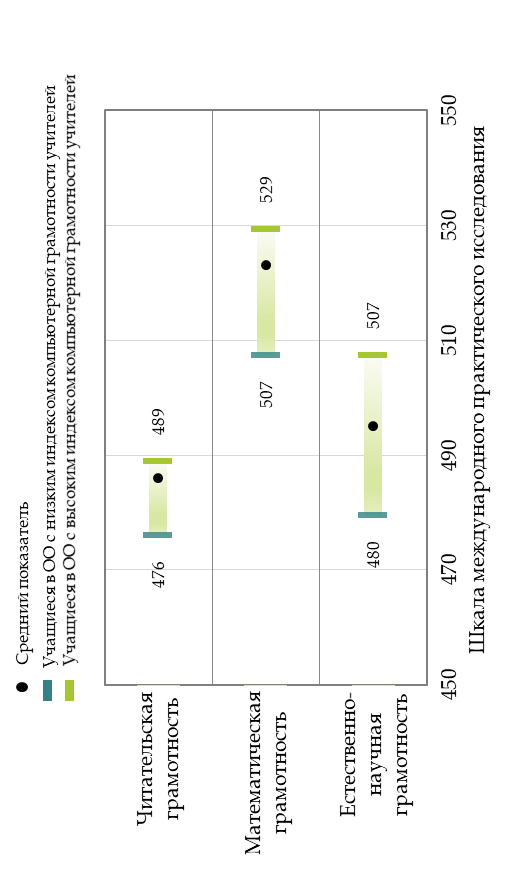 Средний показатель
Учащиеся в ОО с низким индексом компьютерной грамотности учителей
Учащиеся в ОО с высоким индексом компьютерной грамотности учителей
Читательская
грамотность
476
489
Математическая
грамотность
507
529
Естественно-
научная
грамотность
480
507
450
470
490
510
530
550
Шкала международного практического исследования